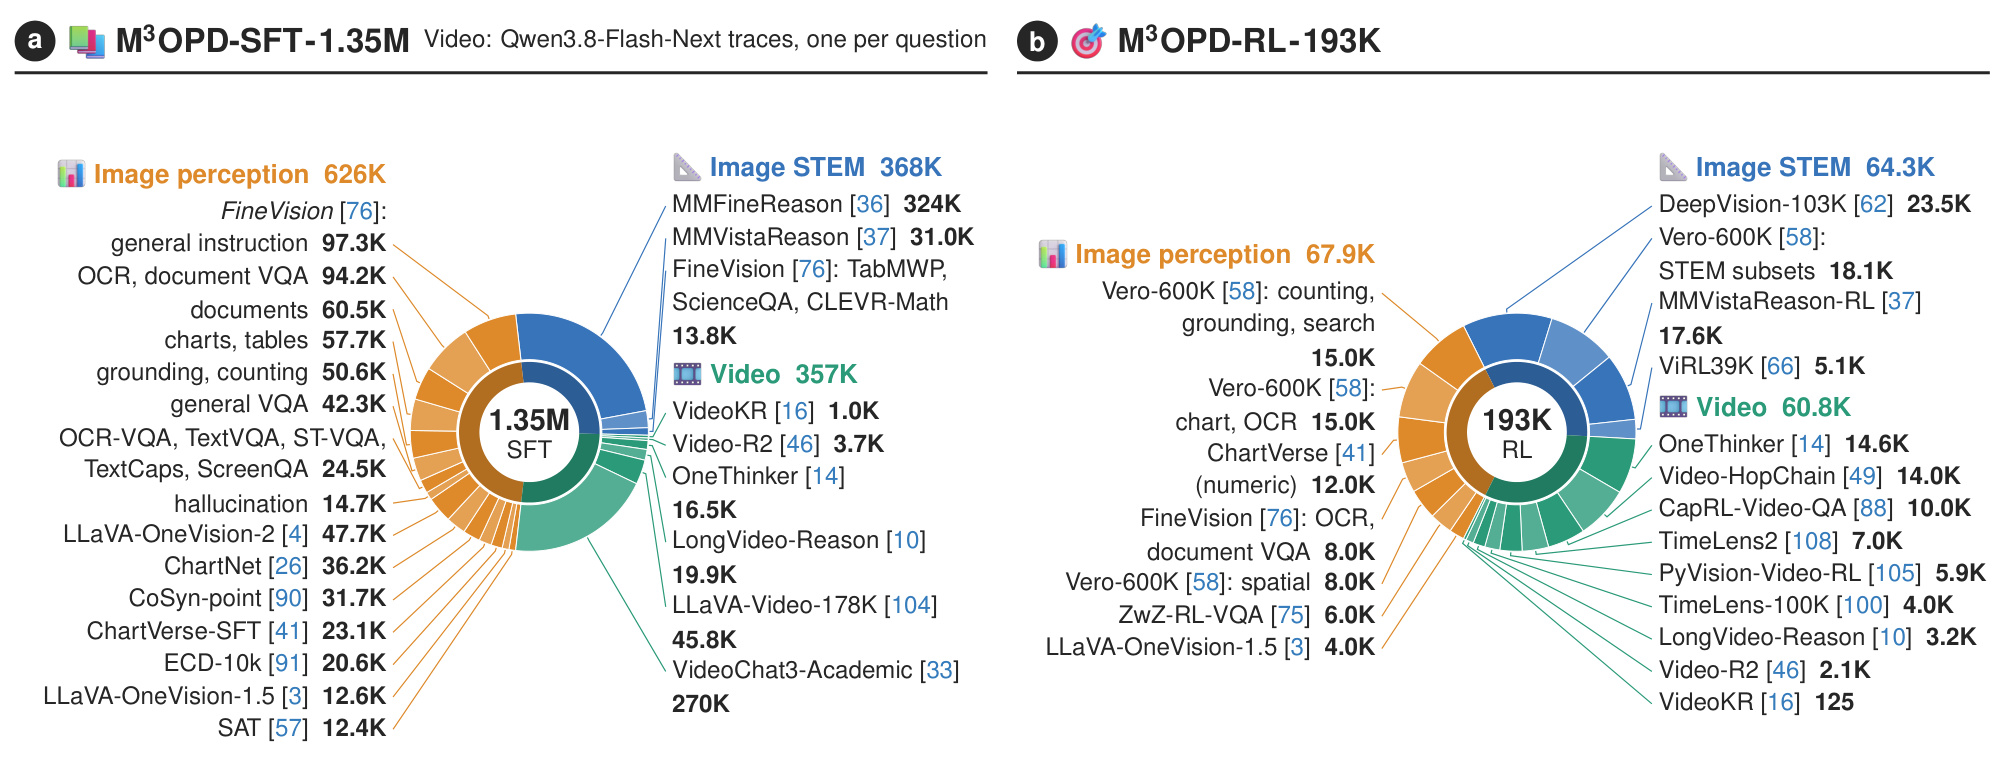 a M³OPD-SFT-1.35M Video: Qwen3.8-Flash-Next traces, one per question
Image perception 626K
FineVision [76]:
general instruction 97.3K
OCR, document VQA 94.2K
documents 60.5K
charts, tables 57.7K
grounding, counting 50.6K
general VQA 42.3K
OCR-VQA, TextVQA, ST-VQA,
TextCaps, ScreenQA 24.5K
hallucination 14.7K
LLaVA-OneVision-2 [4] 47.7K
ChartNet [26] 36.2K
CoSyn-point [90] 31.7K
ChartVerse-SFT [41] 23.1K
ECD-10k [91] 20.6K
LLaVA-OneVision-1.5 [3] 12.6K
SAT [57] 12.4K
1.35M
SFT
Image STEM 368K
MMFineReason [36] 324K
MMVistaReason [37] 31.0K
FineVision [76]: TabMWP,
ScienceQA, CLEVR-Math
13.8K
Video 357K
VideoKR [16] 1.0K
Video-R2 [46] 3.7K
OneThinker [14]
16.5K
LongVideo-Reason [10]
19.9K
LLaVA-Video-178K [104]
45.8K
VideoChat3-Academic [33]
270K
b M³OPD-RL-193K
Image perception 67.9K
Vero-600K [58]: counting,
grounding, search
15.0K
Vero-600K [58]:
chart, OCR 15.0K
ChartVerse [41]
(numeric) 12.0K
FineVision [76]: OCR,
document VQA 8.0K
Vero-600K [58]: spatial 8.0K
ZwZ-RL-VQA [75] 6.0K
LLaVA-OneVision-1.5 [3] 4.0K
193K
RL
Image STEM 64.3K
DeepVision-103K [62] 23.5K
Vero-600K [58]:
STEM subsets 18.1K
MMVistaReason-RL [37]
17.6K
ViRL39K [66] 5.1K
Video 60.8K
OneThinker [14] 14.6K
Video-HopChain [49] 14.0K
CapRL-Video-QA [88] 10.0K
TimeLens2 [108] 7.0K
PyVision-Video-RL [105] 5.9K
TimeLens-100K [100] 4.0K
LongVideo-Reason [10] 3.2K
Video-R2 [46] 2.1K
VideoKR [16] 125